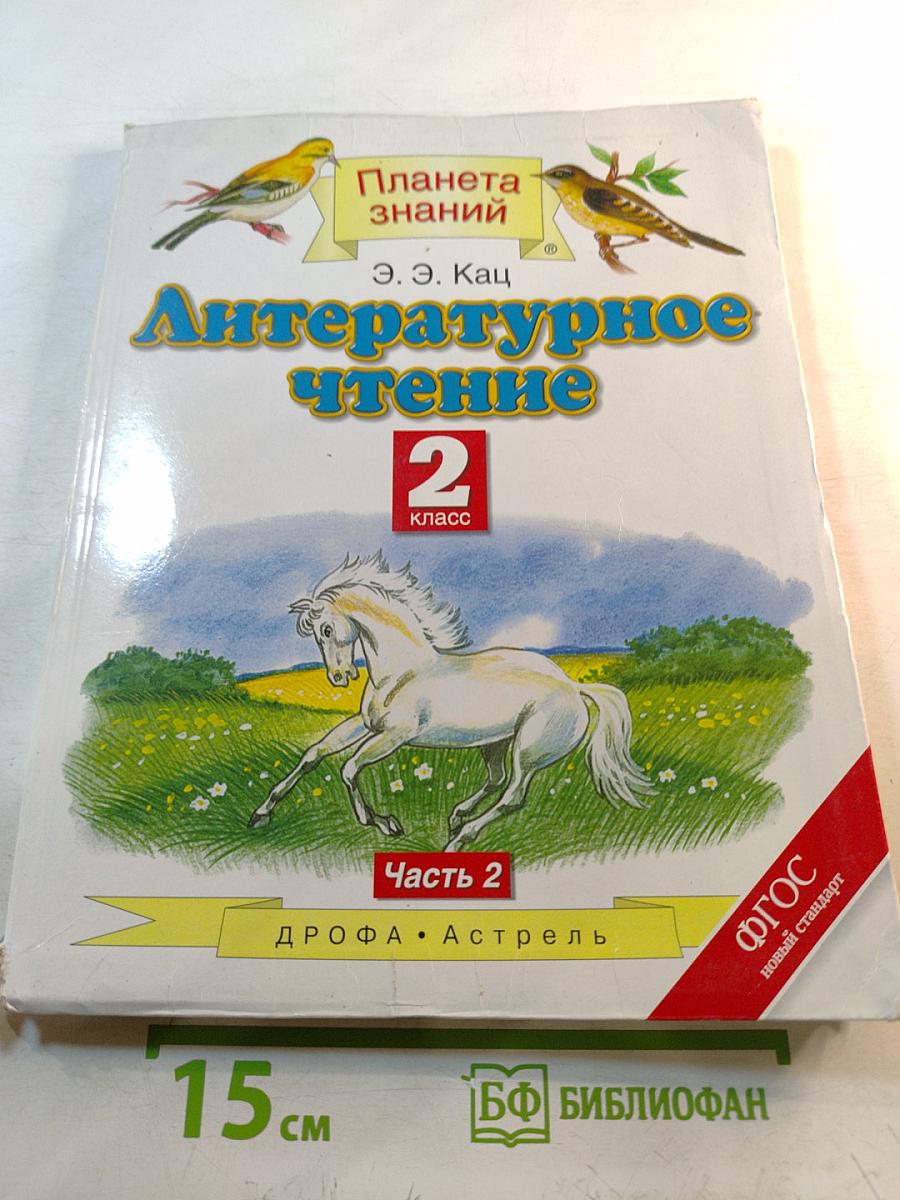 Планета
знаний
®
Э. Э. Кац
Литературное
чтение
2
класс
Часть 2
ДРОФА • Астрель
ФГОС
новый стандарт
15 см
БФ БИБЛИОФАН